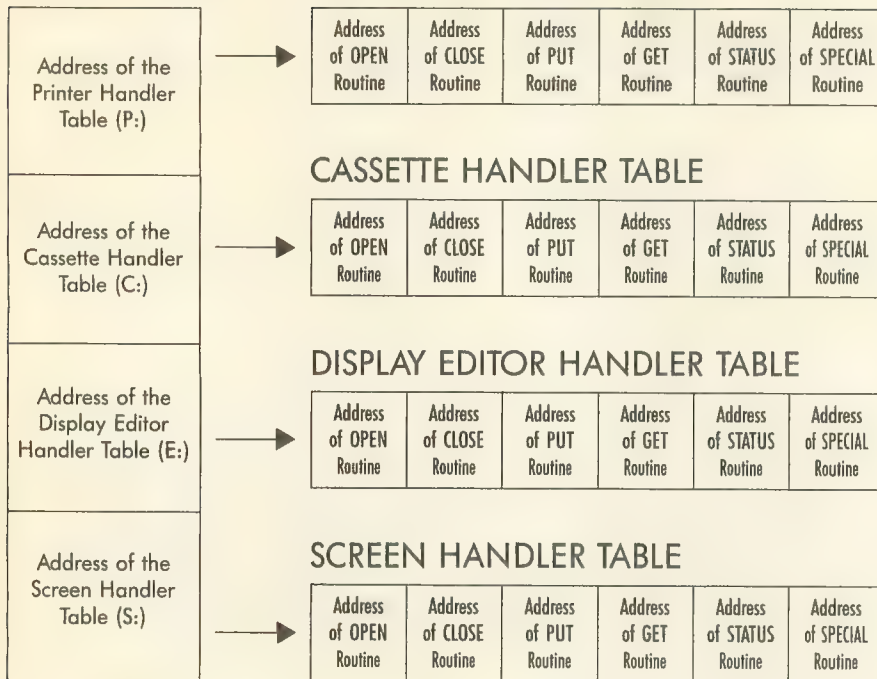 Address of the
Printer Handler
Table (P:)
Address
of OPEN
Routine
Address
of CLOSE
Routine
Address
of PUT
Routine
Address
of GET
Routine
Address
of STATUS
Routine
Address
of SPECIAL
Routine
CASSETTE HANDLER TABLE
Address of the
Cassette Handler
Table (C:)
Address
of OPEN
Routine
Address
of CLOSE
Routine
Address
of PUT
Routine
Address
of GET
Routine
Address
of STATUS
Routine
Address
of SPECIAL
Routine
DISPLAY EDITOR HANDLER TABLE
Address of the
Display Editor
Handler Table (E:)
Address
of OPEN
Routine
Address
of CLOSE
Routine
Address
of PUT
Routine
Address
of GET
Routine
Address
of STATUS
Routine
Address
of SPECIAL
Routine
SCREEN HANDLER TABLE
Address of the
Screen Handler
Table (S:)
Address
of OPEN
Routine
Address
of CLOSE
Routine
Address
of PUT
Routine
Address
of GET
Routine
Address
of STATUS
Routine
Address
of SPECIAL
Routine